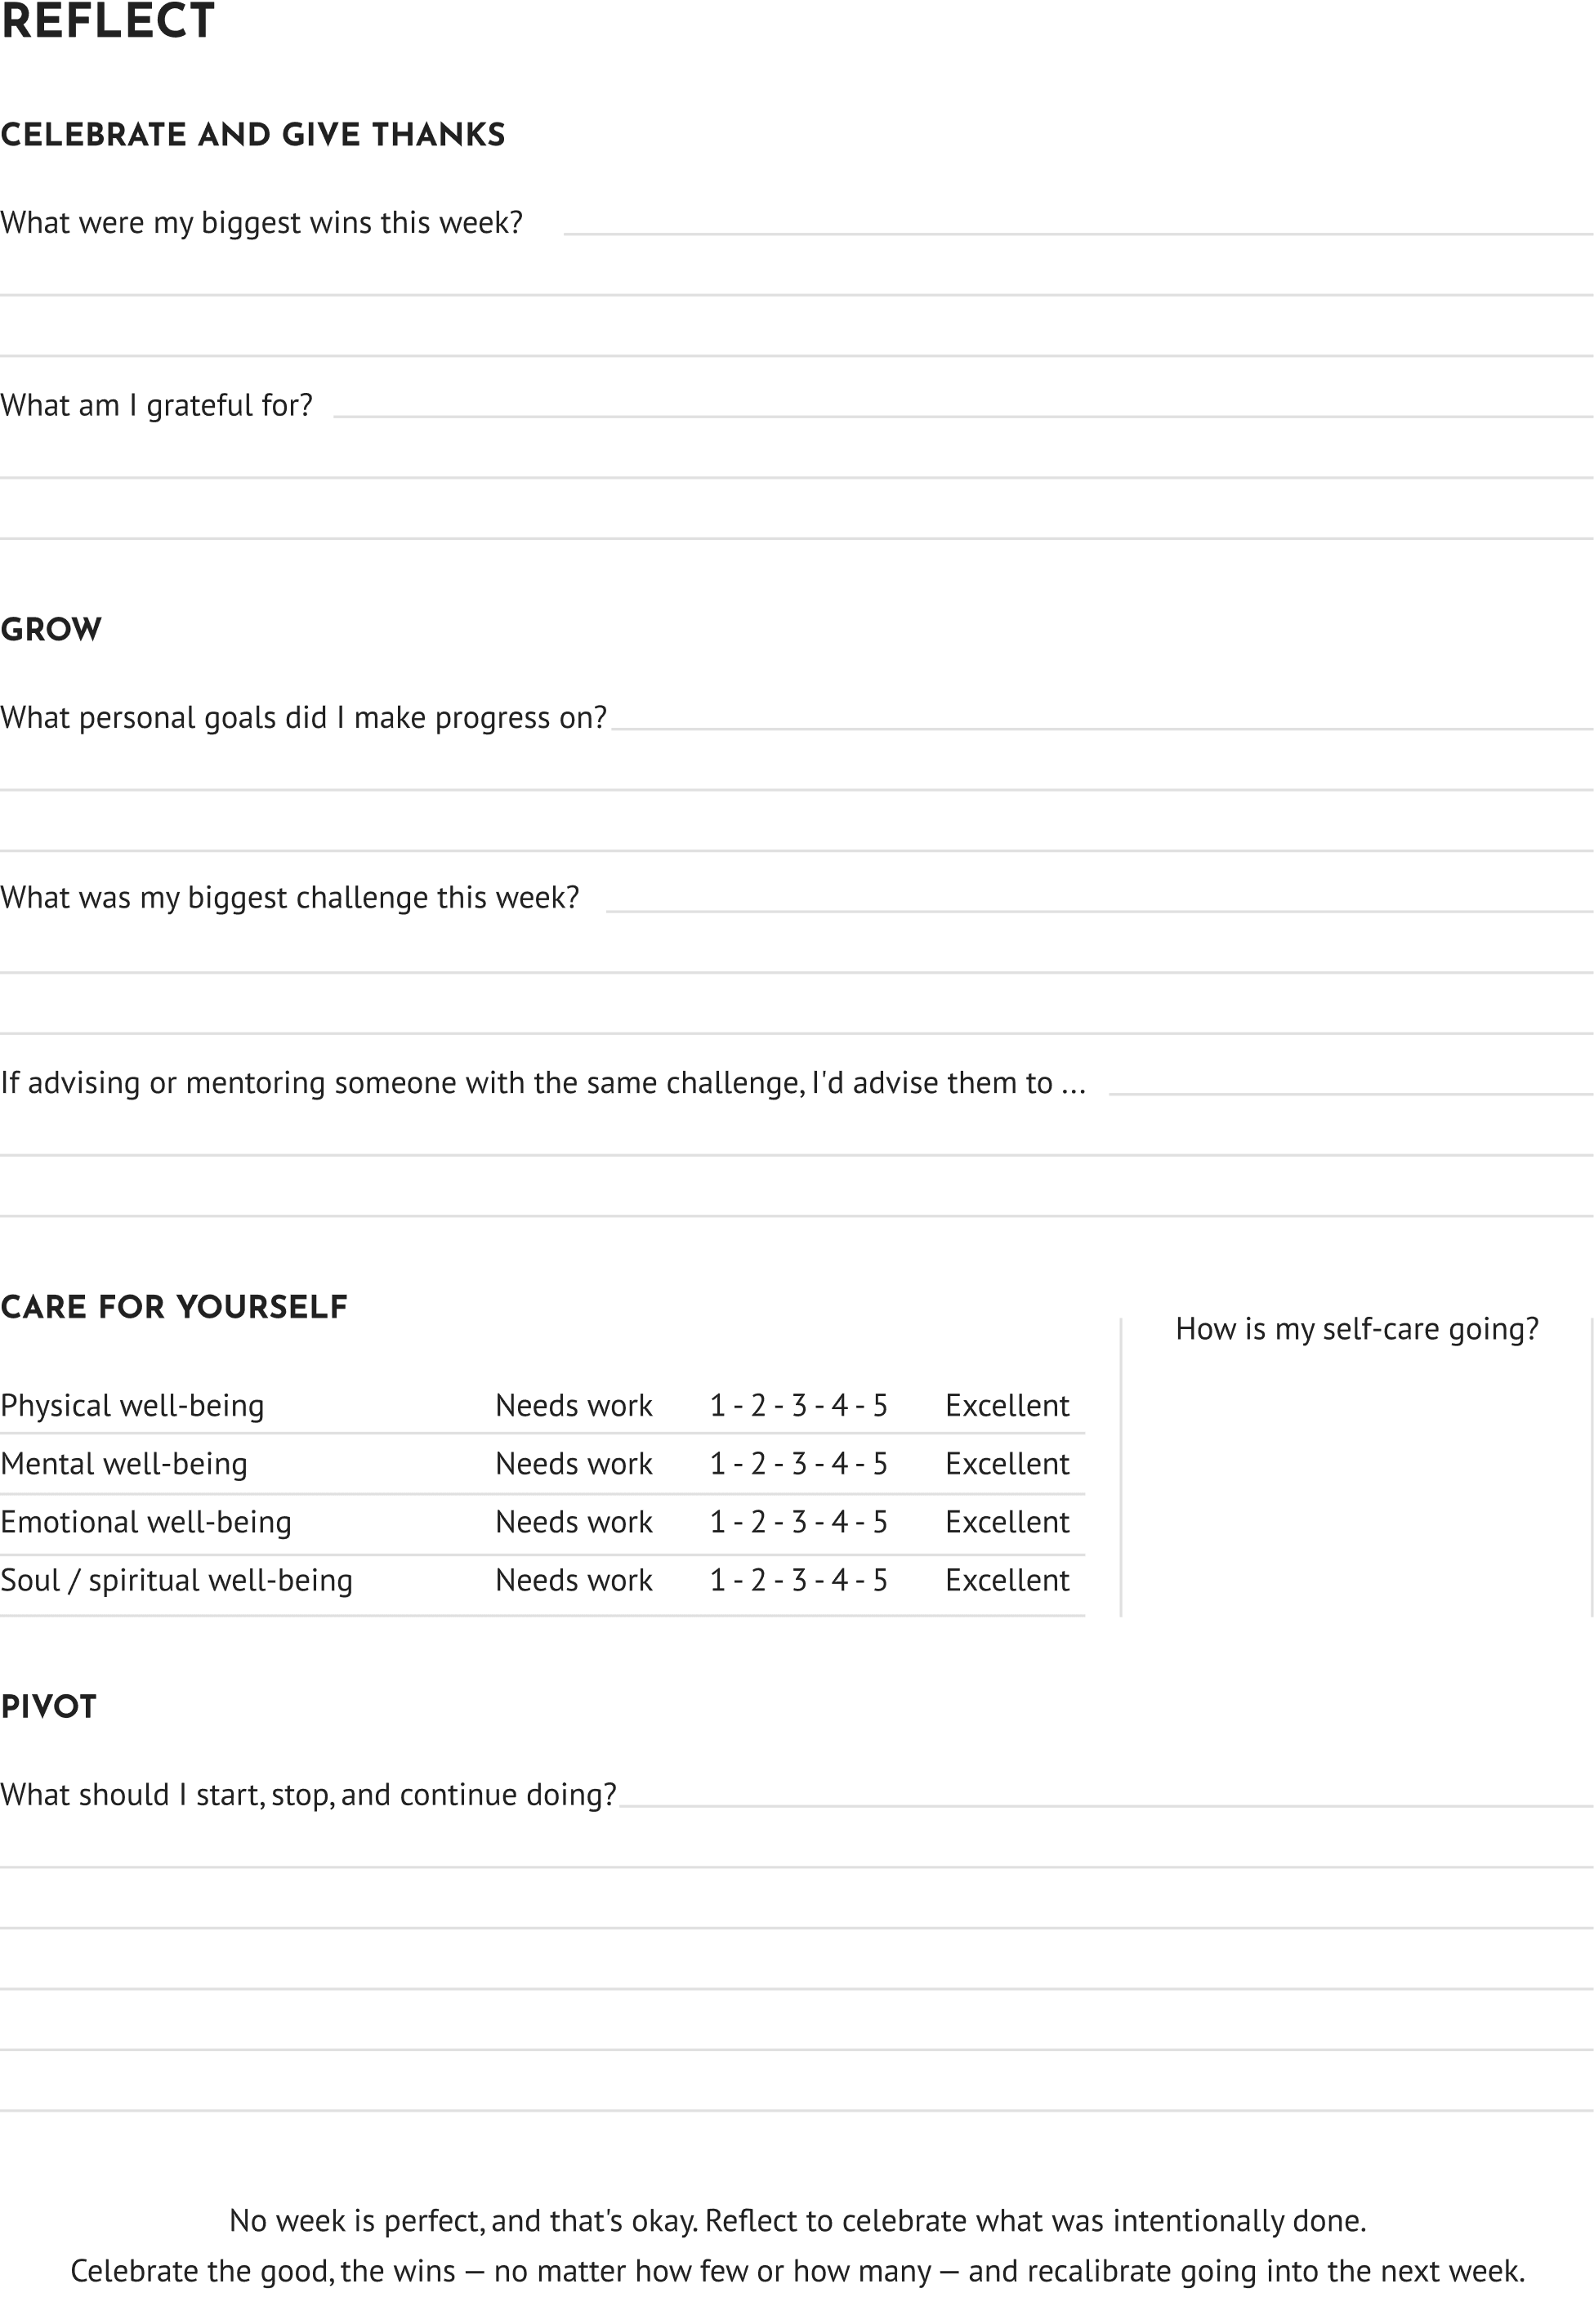 REFLECT
CELEBRATE AND GIVE THANKS
What were my biggest wins this week?
What am I grateful for?
GROW
What personal goals did I make progress on?
What was my biggest challenge this week?
If advising or mentoring someone with the same challenge, I'd advise them to ...
CARE FOR YOURSELF
How is my self-care going?
Physical well-being Needs work 1 - 2 - 3 - 4 - 5 Excellent
Mental well-being Needs work 1 - 2 - 3 - 4 - 5 Excellent
Emotional well-being Needs work 1 - 2 - 3 - 4 - 5 Excellent
Soul / spiritual well-being Needs work 1 - 2 - 3 - 4 - 5 Excellent
PIVOT
What should I start, stop, and continue doing?
No week is perfect, and that's okay. Reflect to celebrate what was intentionally done.
Celebrate the good, the wins — no matter how few or how many — and recalibrate going into the next week.